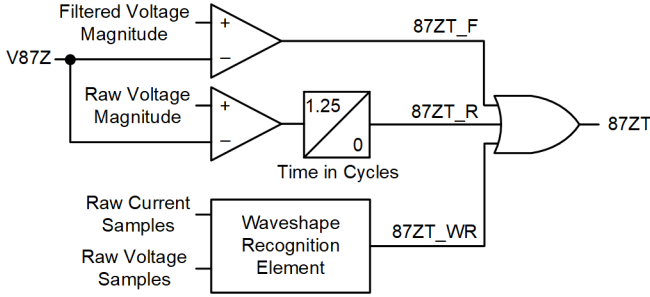 Filtered Voltage
Magnitude
+
87ZT_F
V87Z
−
Raw Voltage
Magnitude
+
1.25
87ZT_R
87ZT
−
0
Time in Cycles
Raw Current
Samples
Waveshape
Recognition
Element
87ZT_WR
Raw Voltage
Samples